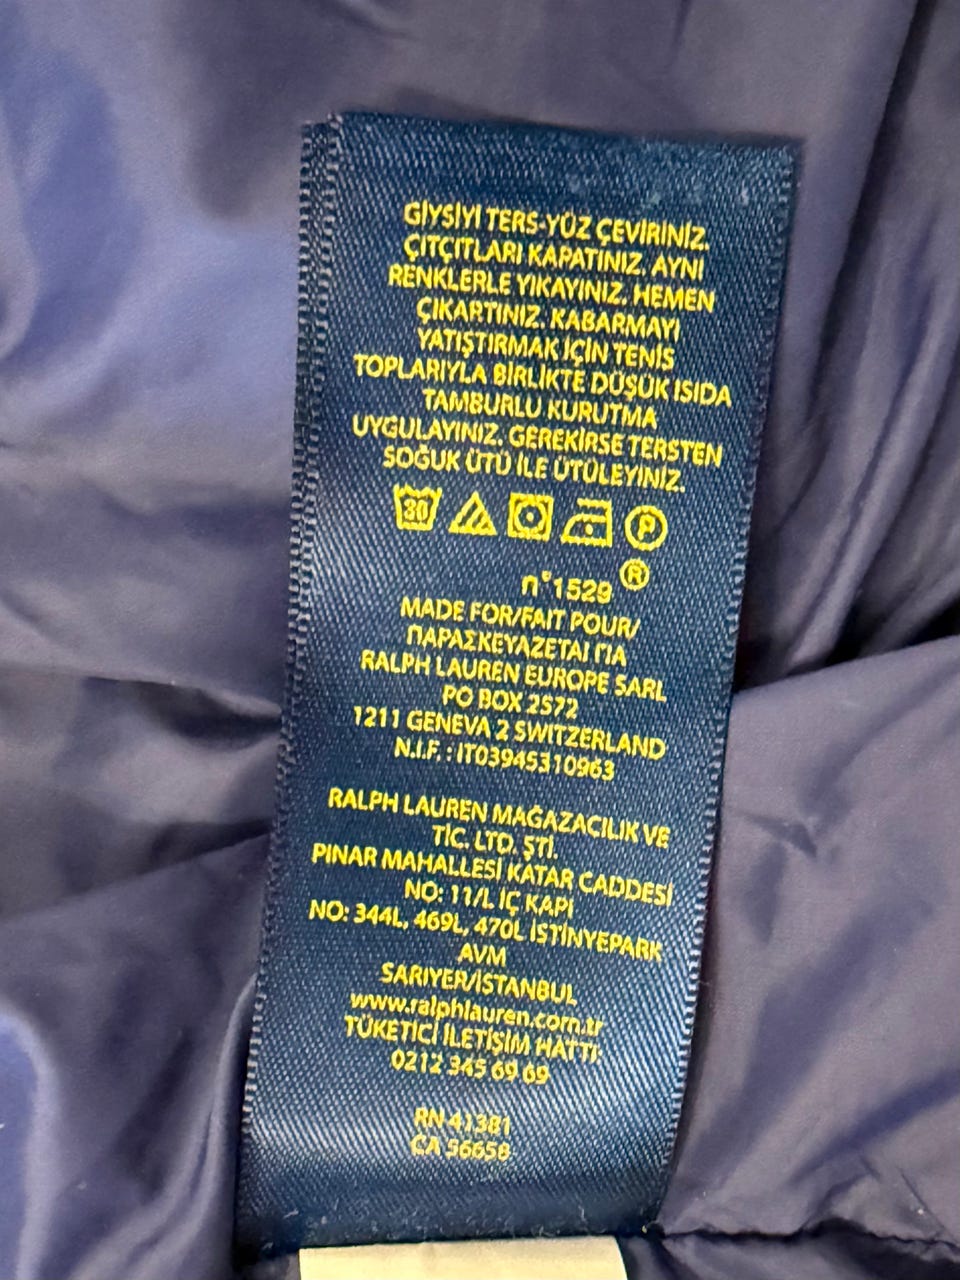 GİYSİYİ TERS-YÜZ ÇEVİRİNİZ.
ÇITÇITLARI KAPATINIZ. AYNI
RENKLERLE YIKAYINIZ. HEMEN
ÇIKARTINIZ. KABARMAYI
YATIŞTIRMAK İÇİN TENİS
TOPLARIYLA BİRLİKTE DÜŞÜK ISIDA
TAMBURLU KURUTMA
UYGULAYINIZ. GEREKİRSE TERSTEN
SOĞUK ÜTÜ İLE ÜTÜLEYİNİZ.
30 P
n°1529 ®
MADE FOR/FAIT POUR/
ΠΑΡΑΣΚΕΥΑΖΕΤΑΙ ΓΙΑ
RALPH LAUREN EUROPE SARL
PO BOX 2572
1211 GENEVA 2 SWITZERLAND
N.I.F. : IT03945310963
RALPH LAUREN MAĞAZACILIK VE
TİC. LTD. ŞTİ.
PINAR MAHALLESİ KATAR CADDESİ
NO: 11/L İÇ KAPI
NO: 344L, 469L, 470L İSTİNYEPARK
AVM
SARIYER/İSTANBUL
www.ralphlauren.com.tr
TÜKETİCİ İLETİŞİM HATTI:
0212 345 69 69
RN 41381
CA 56658